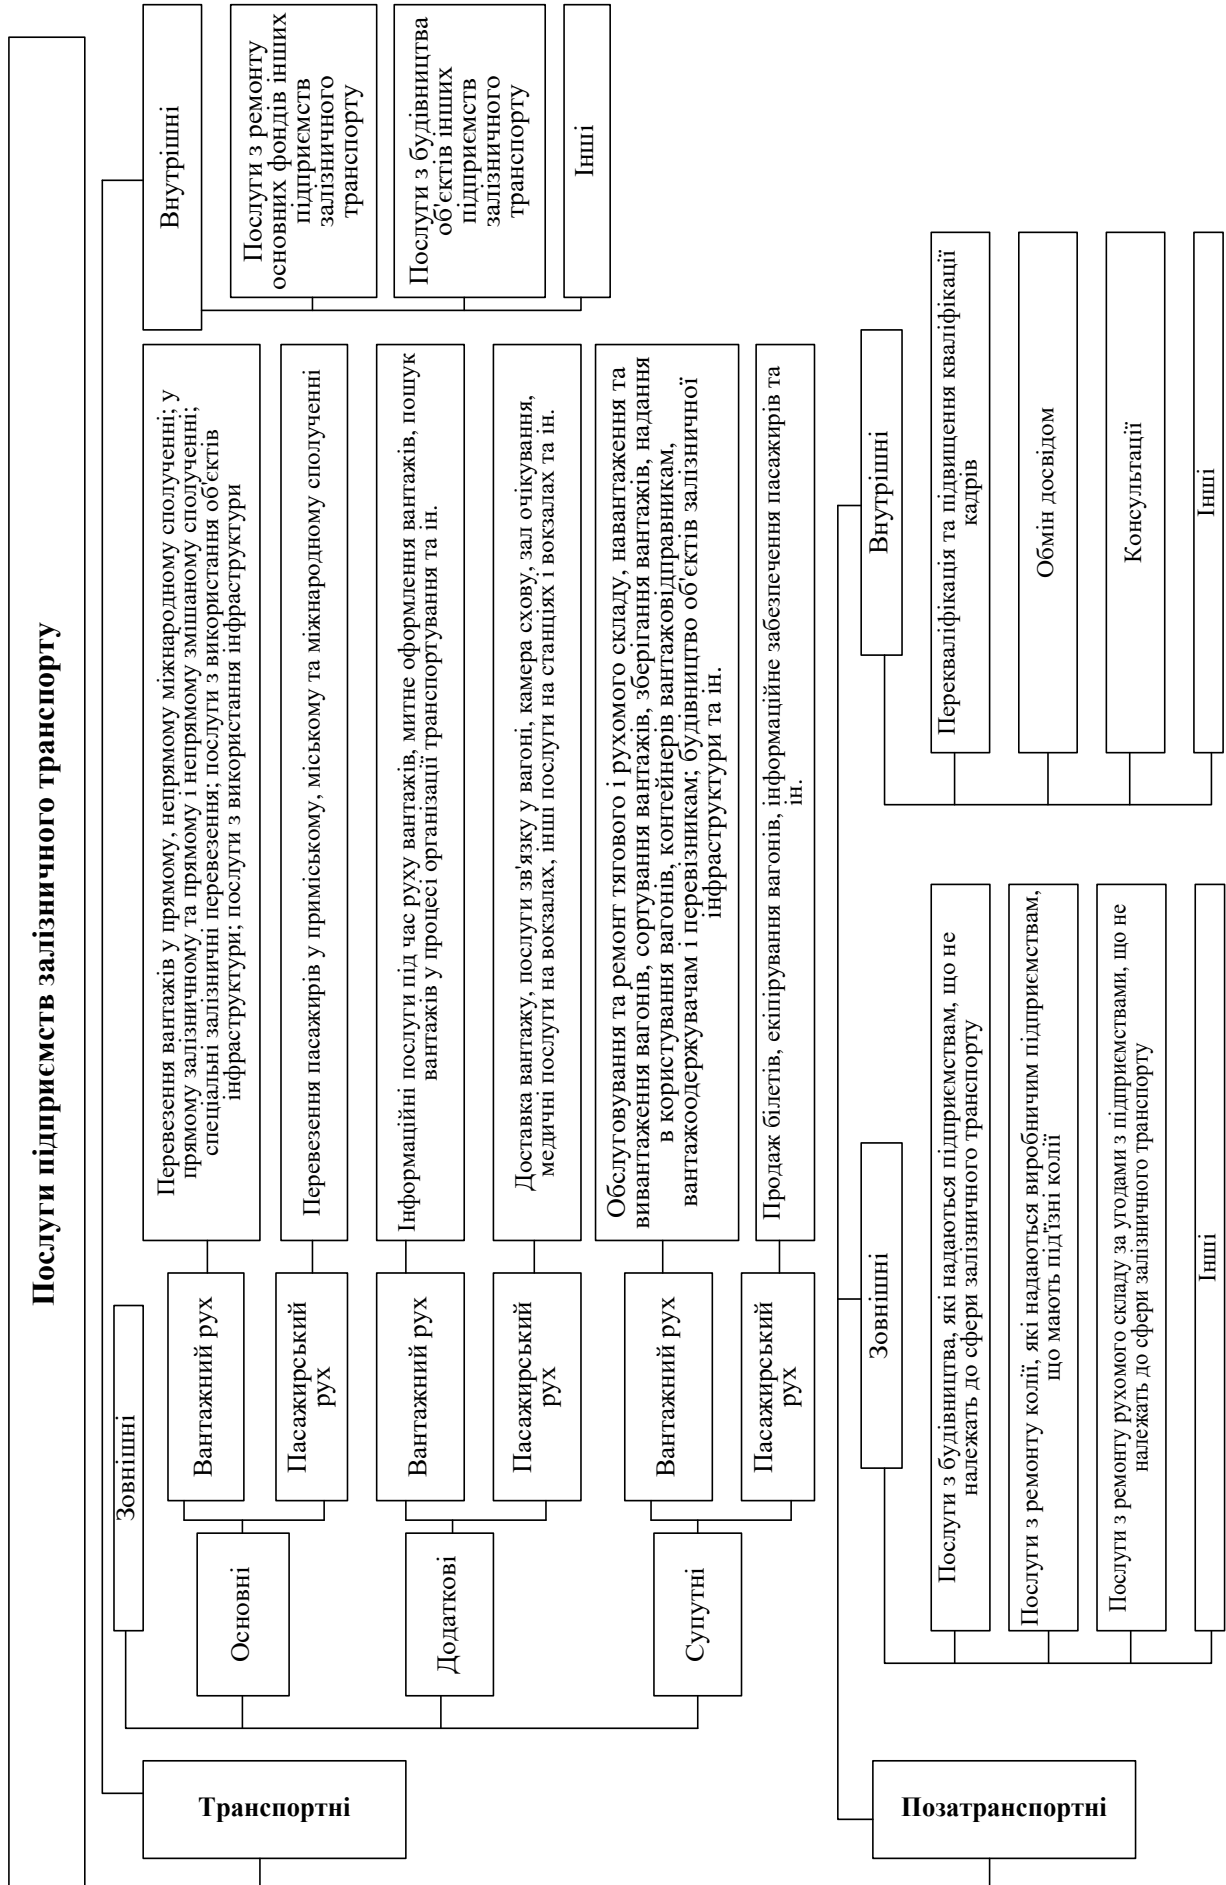 Послуги підприємств залізничного транспорту
Транспортні
Зовнішні
Основні
Вантажний рух
Перевезення вантажів у прямому, непрямому міжнародному сполученні; у
прямому залізничному та прямому і непрямому змішаному сполученні;
спеціальні залізничні перевезення; послуги з використання об'єктів
інфраструктури; послуги з використання інфраструктури
Пасажирський
рух
Перевезення пасажирів у приміському, міському та міжнародному сполученні
Додаткові
Вантажний рух
Інформаційні послуги під час руху вантажів, митне оформлення вантажів, пошук
вантажів у процесі організації транспортування та ін.
Пасажирський
рух
Доставка вантажу, послуги зв'язку у вагоні, камера схову, зал очікування,
медичні послуги на вокзалах, інші послуги на станціях і вокзалах та ін.
Супутні
Вантажний рух
Обслуговування та ремонт тягового і рухомого складу, навантаження та
вивантаження вагонів, сортування вантажів, зберігання вантажів, надання
в користування вагонів, контейнерів вантажовідправникам,
вантажоодержувачам і перевізникам; будівництво об'єктів залізничної
інфраструктури та ін.
Пасажирський
рух
Продаж білетів, екіпірування вагонів, інформаційне забезпечення пасажирів та
ін.
Внутрішні
Послуги з ремонту
основних фондів інших
підприємств
залізничного
транспорту
Послуги з будівництва
об'єктів інших
підприємств
залізничного
транспорту
Інші
Позатранспортні
Зовнішні
Послуги з будівництва, які надаються підприємствам, що не
належать до сфери залізничного транспорту
Послуги з ремонту колії, які надаються виробничим підприємствам,
що мають під'їзні колії
Послуги з ремонту рухомого складу за угодами з підприємствами, що не
належать до сфери залізничного транспорту
Інші
Внутрішні
Перекваліфікація та підвищення кваліфікації
кадрів
Обмін досвідом
Консультації
Інші